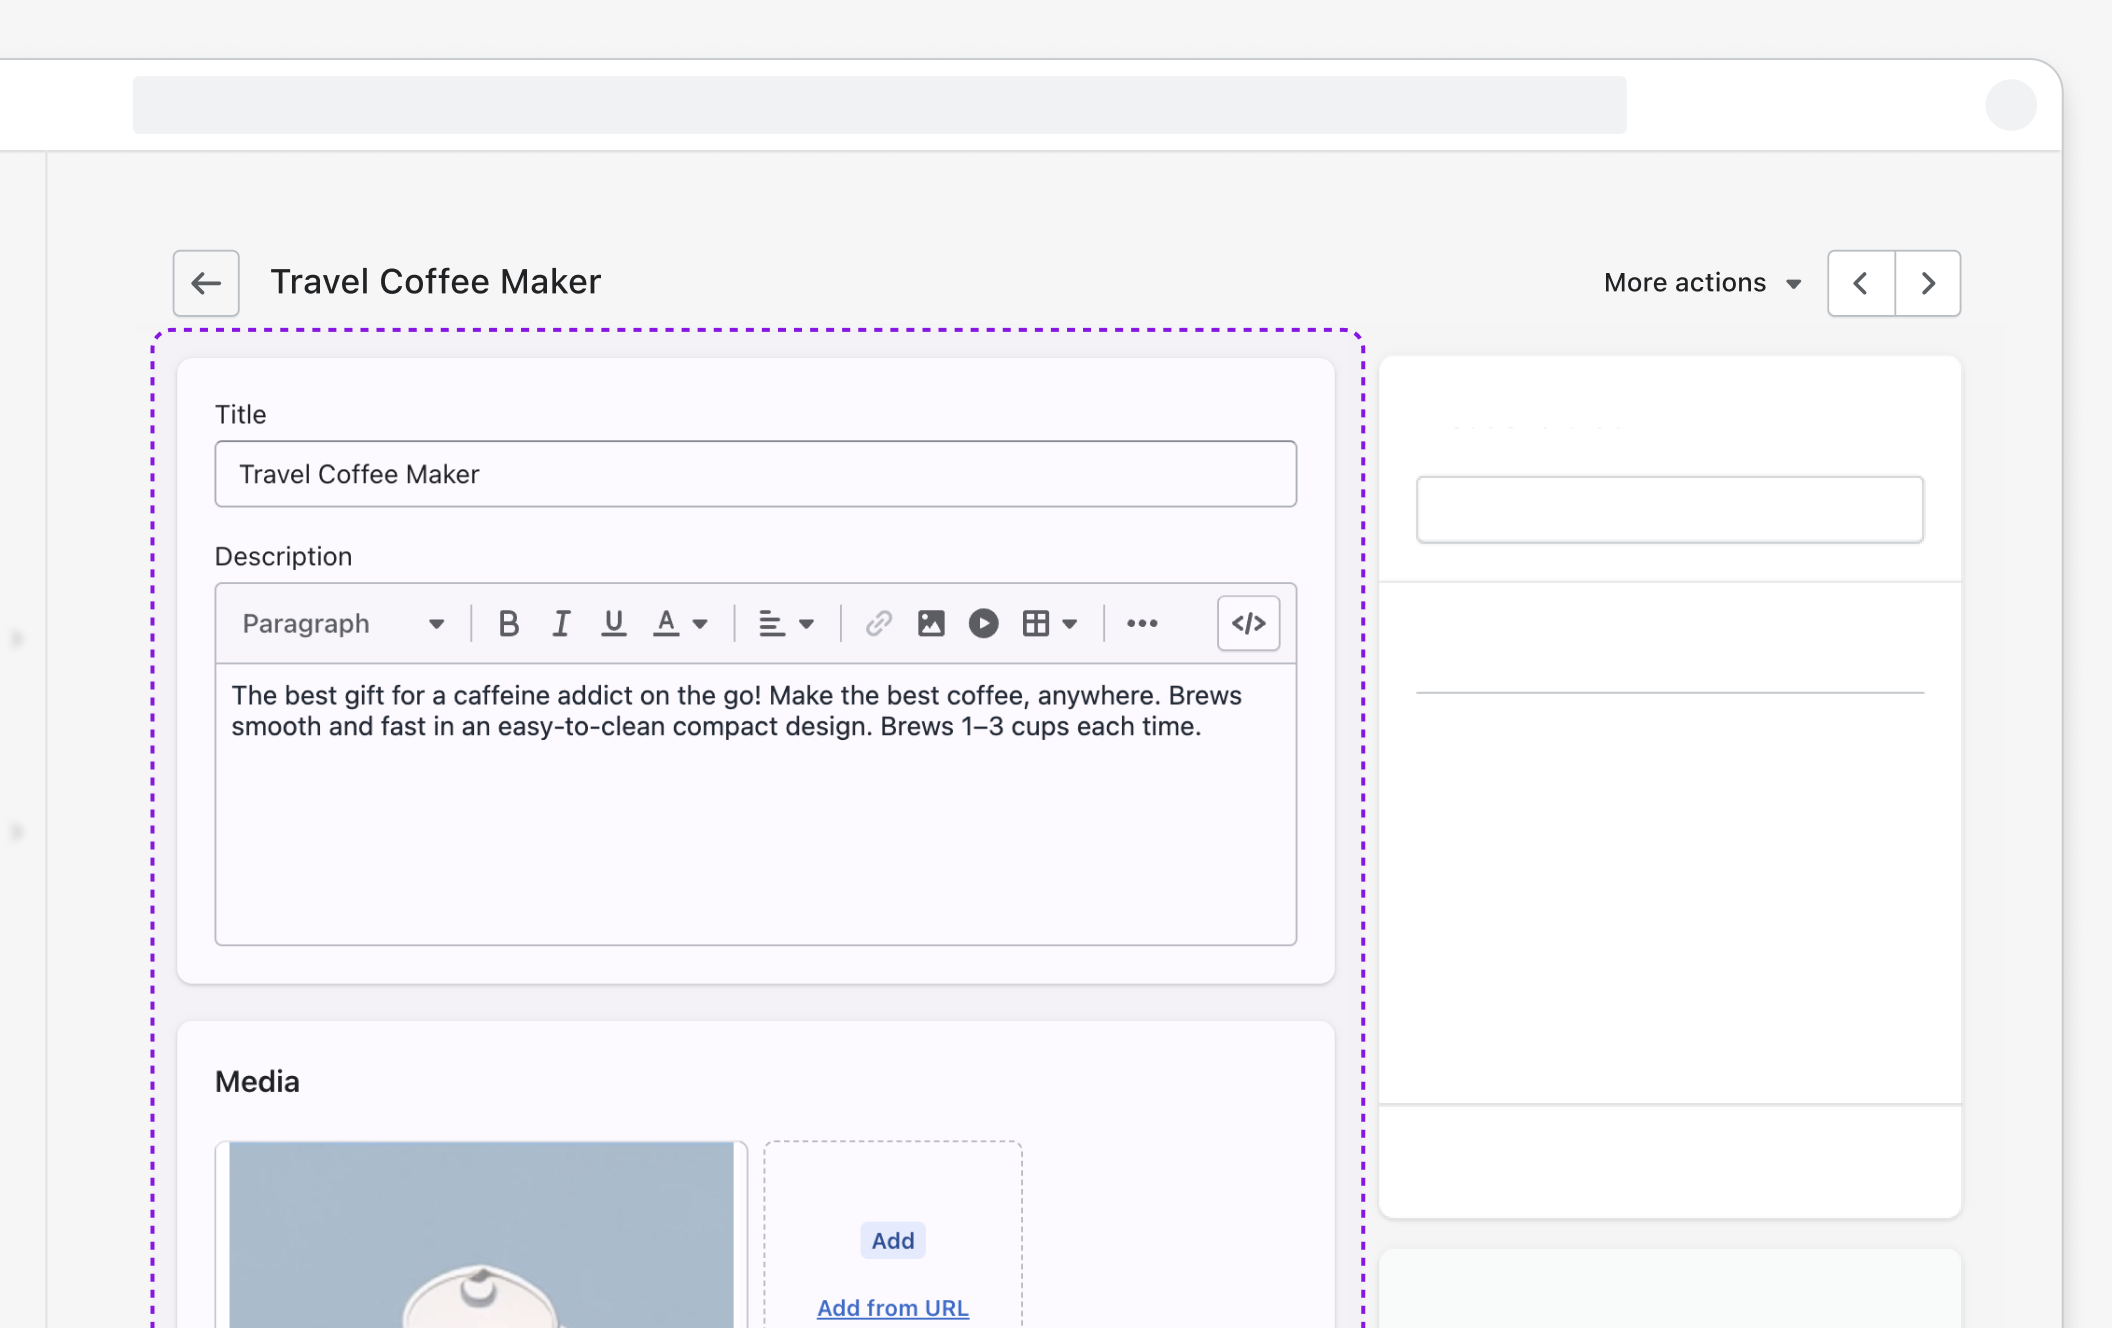 Travel Coffee Maker
More actions
Title
Travel Coffee Maker
Description
Paragraph
B I U A
</>
The best gift for a caffeine addict on the go! Make the best coffee, anywhere. Brews
smooth and fast in an easy-to-clean compact design. Brews 1–3 cups each time.
Media
Add
Add from URL